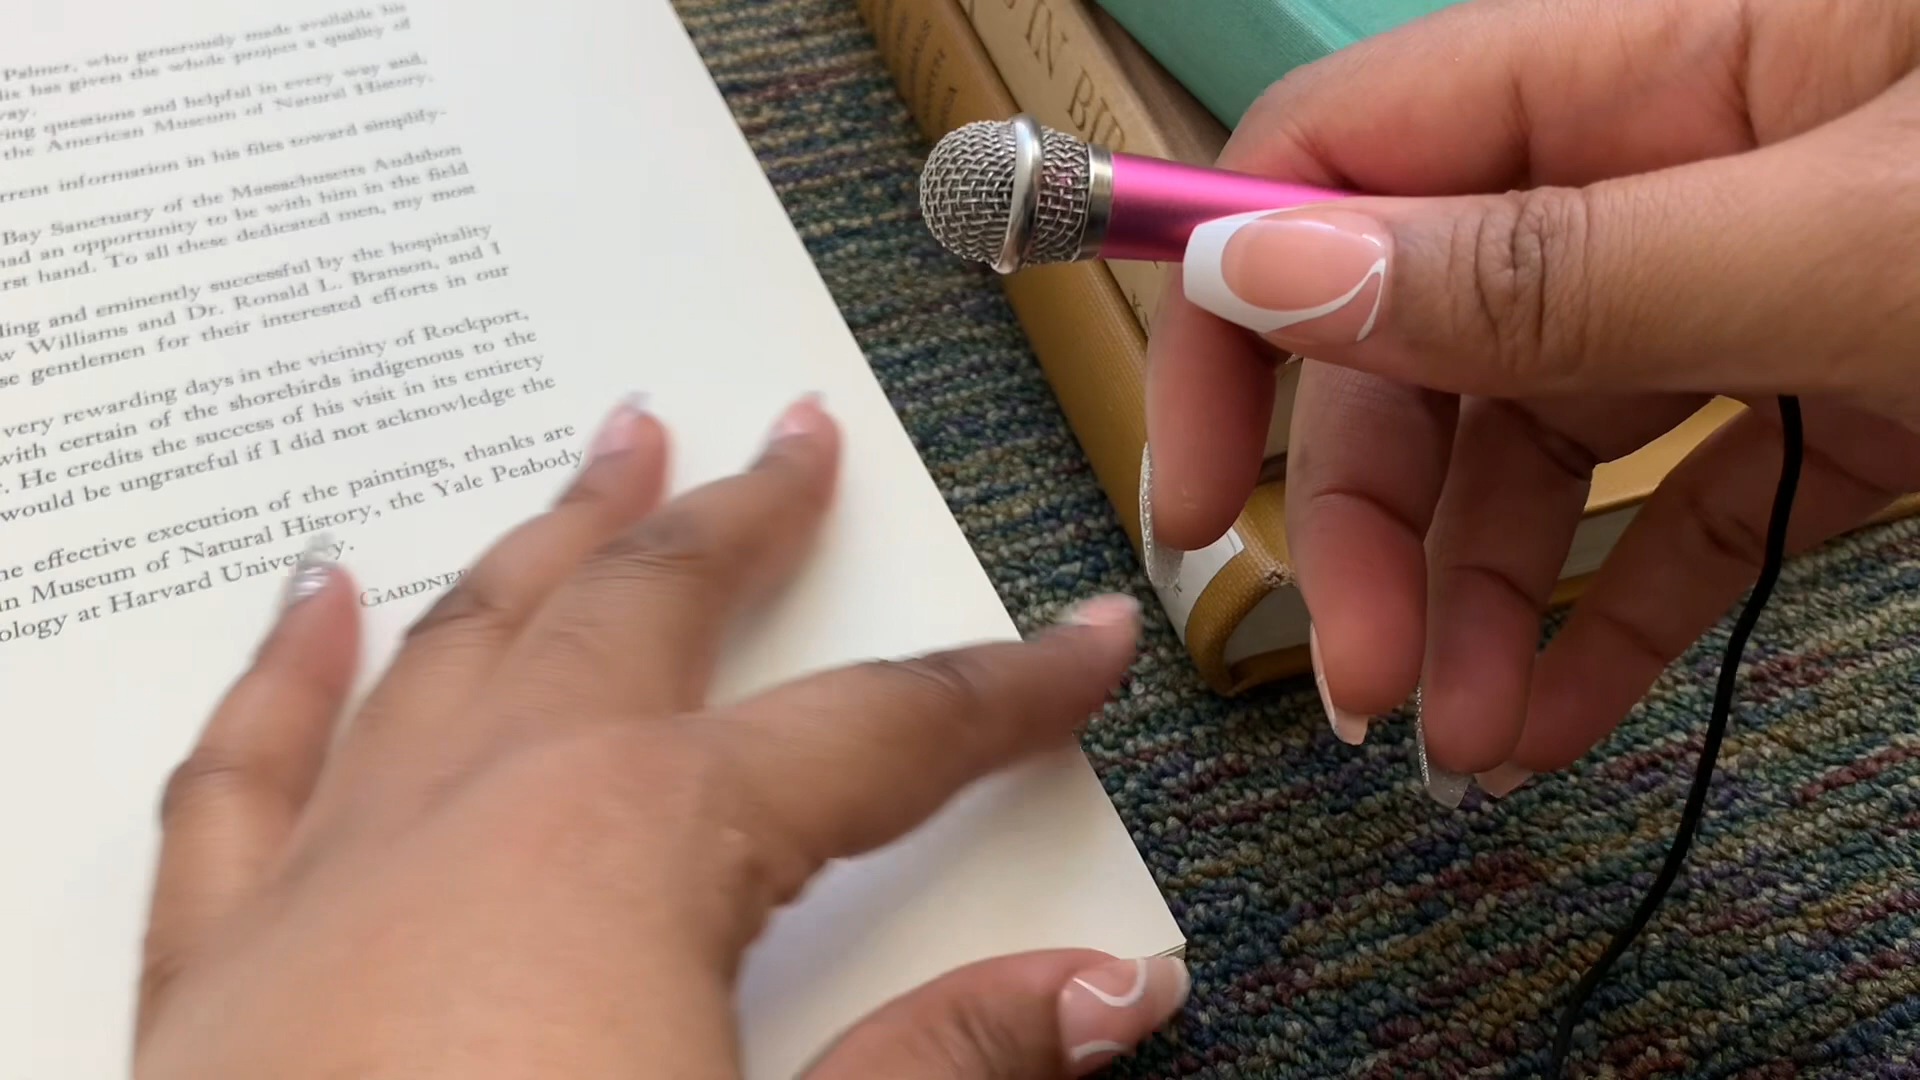 Palmer, who generously made available his
lix has given the whole project a quality of
way.
ring questions and helpful in every way and,
the American Museum of Natural History.
rrent information in his files toward simplify-
Bay Sanctuary of the Massachusetts Audubon
had an opportunity to be with him in the field
rst hand. To all these dedicated men, my most
ling and eminently successful by the hospitality
w Williams and Dr. Ronald L. Branson, and I
se gentlemen for their interested efforts in our
very rewarding days in the vicinity of Rockport,
with certain of the shorebirds indigenous to the
. He credits the success of his visit in its entirety
would be ungrateful if I did not acknowledge the
he effective execution of the paintings, thanks are
an Museum of Natural History, the Yale Peabody
ology at Harvard University.
GARDNER
IN BIR